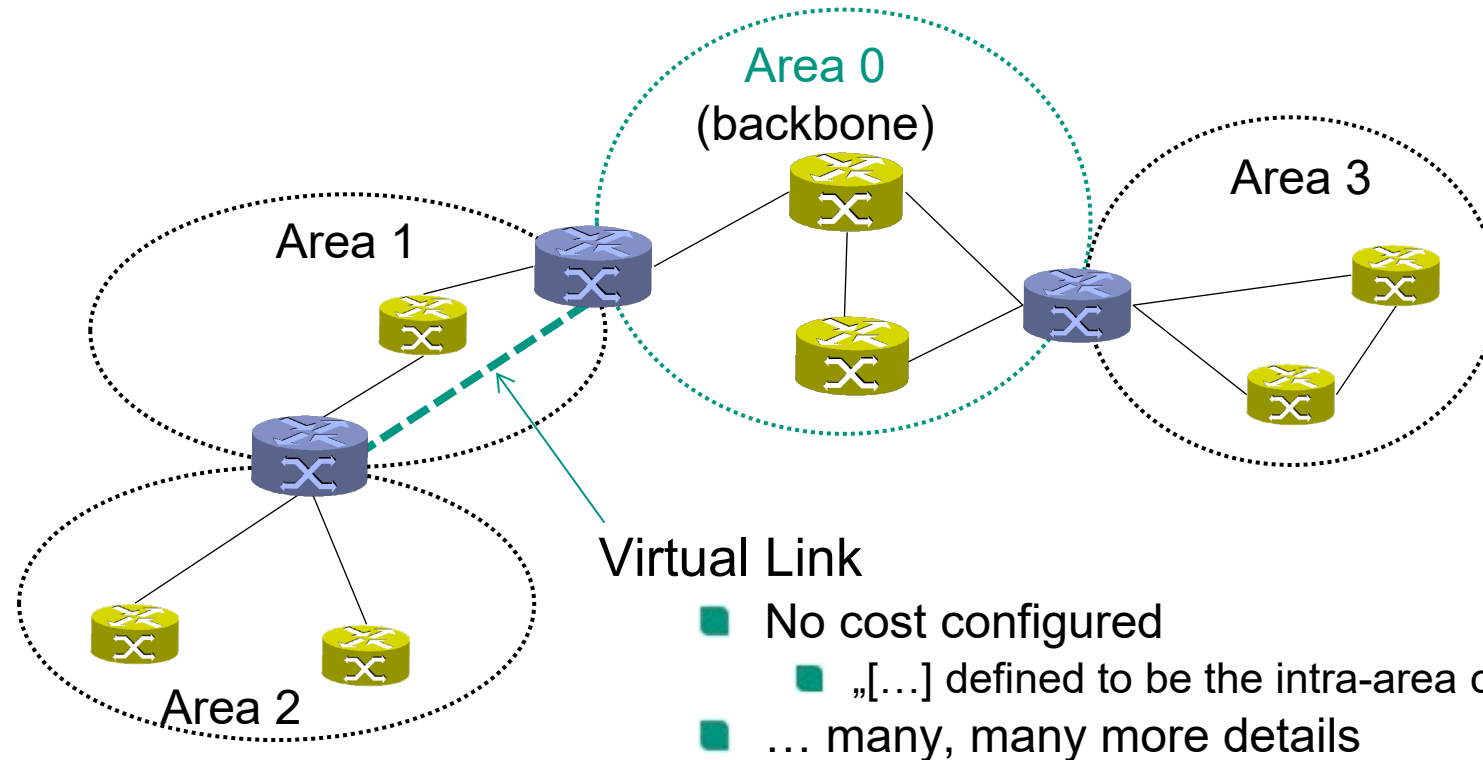 Area 0
(backbone)
Area 3
Area 1
Virtual Link
No cost configured
„[…] defined to be the intra-area
… many, many more details
Area 2